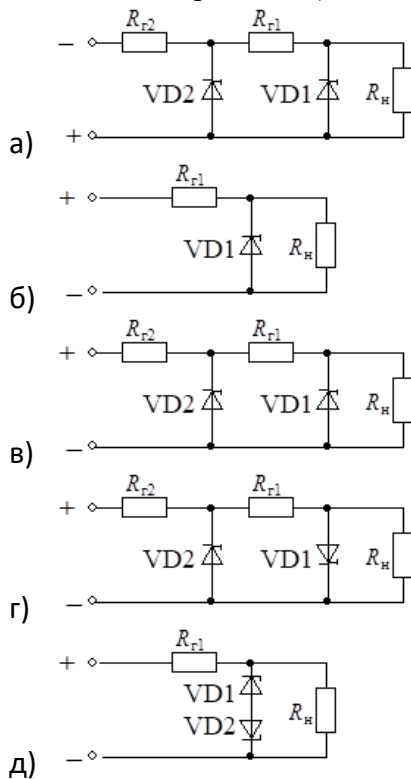 − R г2 R г1
VD2 VD1 R н
а) +
+ R г1
VD1 R н
б) −
+ R г2 R г1
VD2 VD1 R н
в) −
+ R г2 R г1
VD2 VD1 R н
г) −
+ R г1
VD1
VD2 R н
д) −